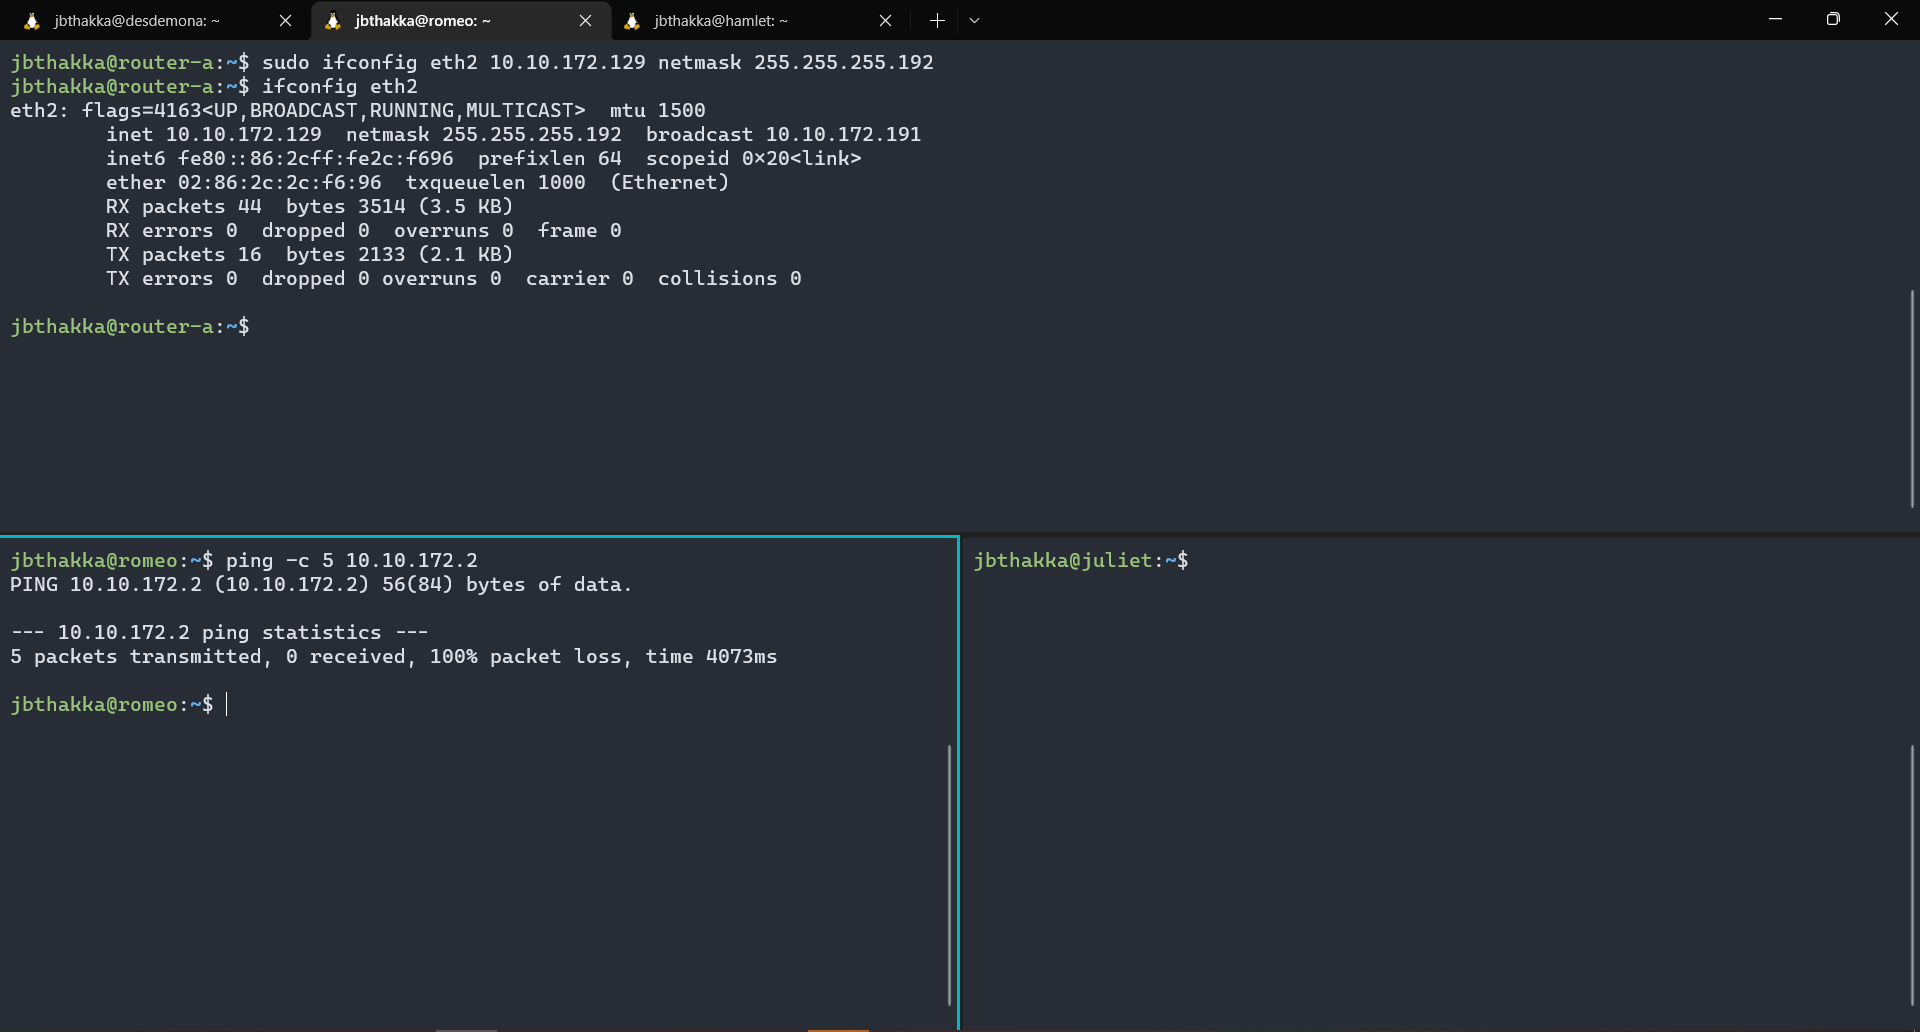 jbthakka@desdemona: ~
jbthakka@romeo: ~
jbthakka@hamlet: ~
jbthakka@router-a:~$ sudo ifconfig eth2 10.10.172.129 netmask 255.255.255.192
jbthakka@router-a:~$ ifconfig eth2
eth2: flags=4163<UP,BROADCAST,RUNNING,MULTICAST>  mtu 1500
        inet 10.10.172.129  netmask 255.255.255.192  broadcast 10.10.172.191
        inet6 fe80::86:2cff:fe2c:f696  prefixlen 64  scopeid 0×20<link>
        ether 02:86:2c:2c:f6:96  txqueuelen 1000  (Ethernet)
        RX packets 44  bytes 3514 (3.5 KB)
        RX errors 0  dropped 0  overruns 0  frame 0
        TX packets 16  bytes 2133 (2.1 KB)
        TX errors 0  dropped 0 overruns 0  carrier 0  collisions 0
jbthakka@router-a:~$
jbthakka@romeo:~$ ping -c 5 10.10.172.2
PING 10.10.172.2 (10.10.172.2) 56(84) bytes of data.
--- 10.10.172.2 ping statistics ---
5 packets transmitted, 0 received, 100% packet loss, time 4073ms
jbthakka@romeo:~$
jbthakka@juliet:~$